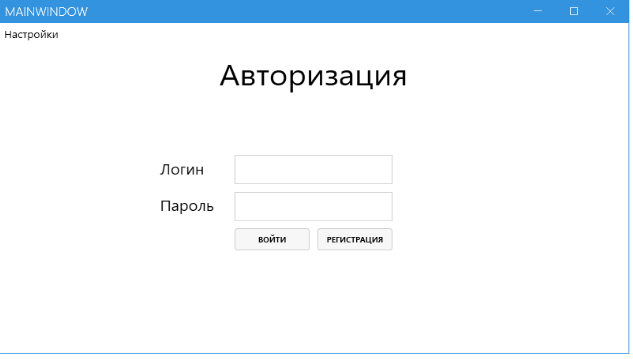 MAINWINDOW
Настройки
Авторизация
Логин
Пароль
ВОЙТИ РЕГИСТРАЦИЯ